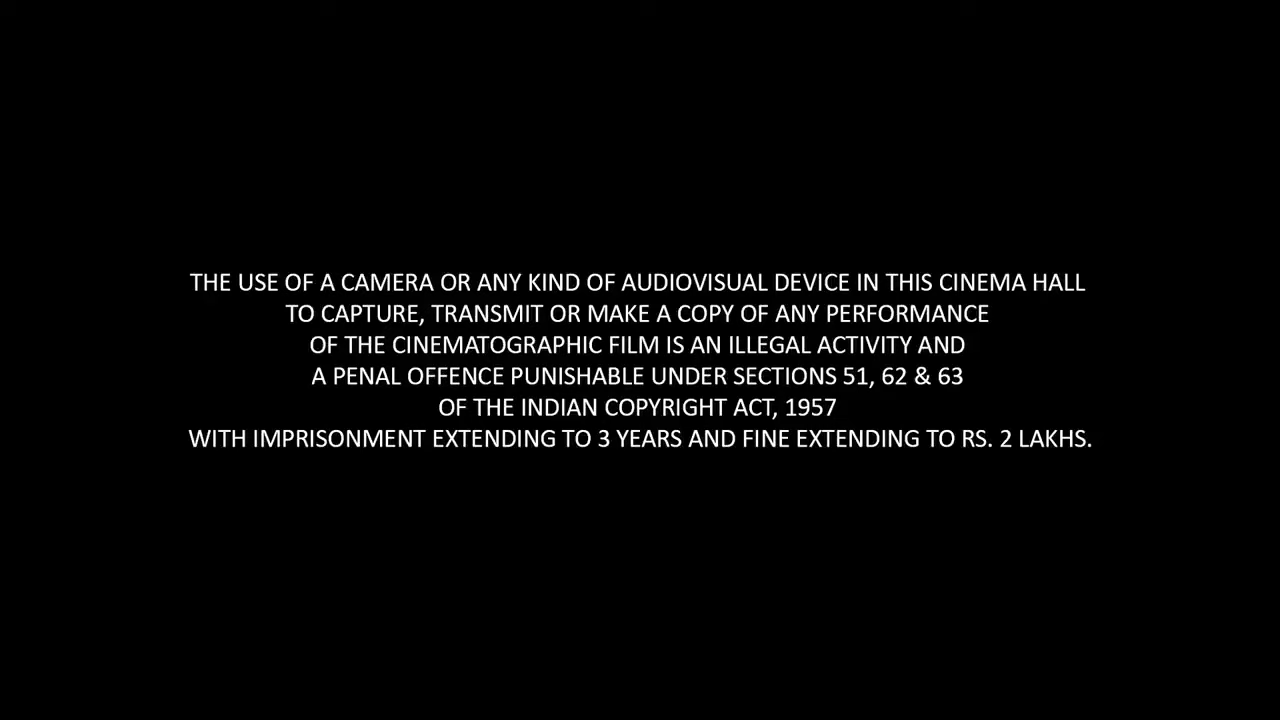 THE USE OF A CAMERA OR ANY KIND OF AUDIOVISUAL DEVICE IN THIS CINEMA HALL
TO CAPTURE, TRANSMIT OR MAKE A COPY OF ANY PERFORMANCE
OF THE CINEMATOGRAPHIC FILM IS AN ILLEGAL ACTIVITY AND
A PENAL OFFENCE PUNISHABLE UNDER SECTIONS 51, 62 & 63
OF THE INDIAN COPYRIGHT ACT, 1957
WITH IMPRISONMENT EXTENDING TO 3 YEARS AND FINE EXTENDING TO RS. 2 LAKHS.